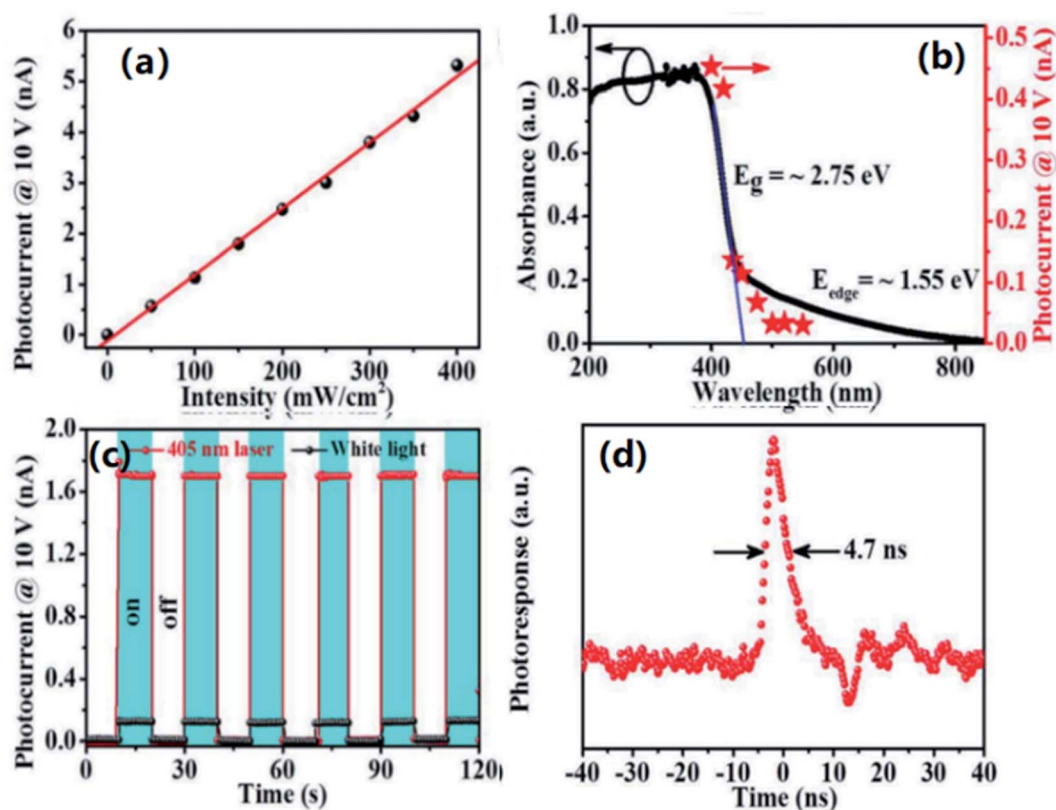 (a)
Photocurrent @ 10 V (nA)
6
5
4
3
2
1
0
0 100 200 300 400
Intensity (mW/cm²)
(b)
Absorbance (a.u.)
1.0
0.8
0.6
0.4
0.2
0.0
200 400 600 800
Wavelength (nm)
Eg = ~ 2.75 eV
Eedge = ~ 1.55 eV
0.5
0.4
0.3
0.2
0.1
0.0
Photocurrent @ 10 V (nA)
(c)
405 nm laser White light
Photocurrent @ 10 V (nA)
2.0
1.6
1.2
0.8
0.4
0.0
on
off
0 30 60 90 120
Time (s)
(d)
Photoresponse (a.u.)
4.7 ns
-40 -30 -20 -10 0 10 20 30 40
Time (ns)